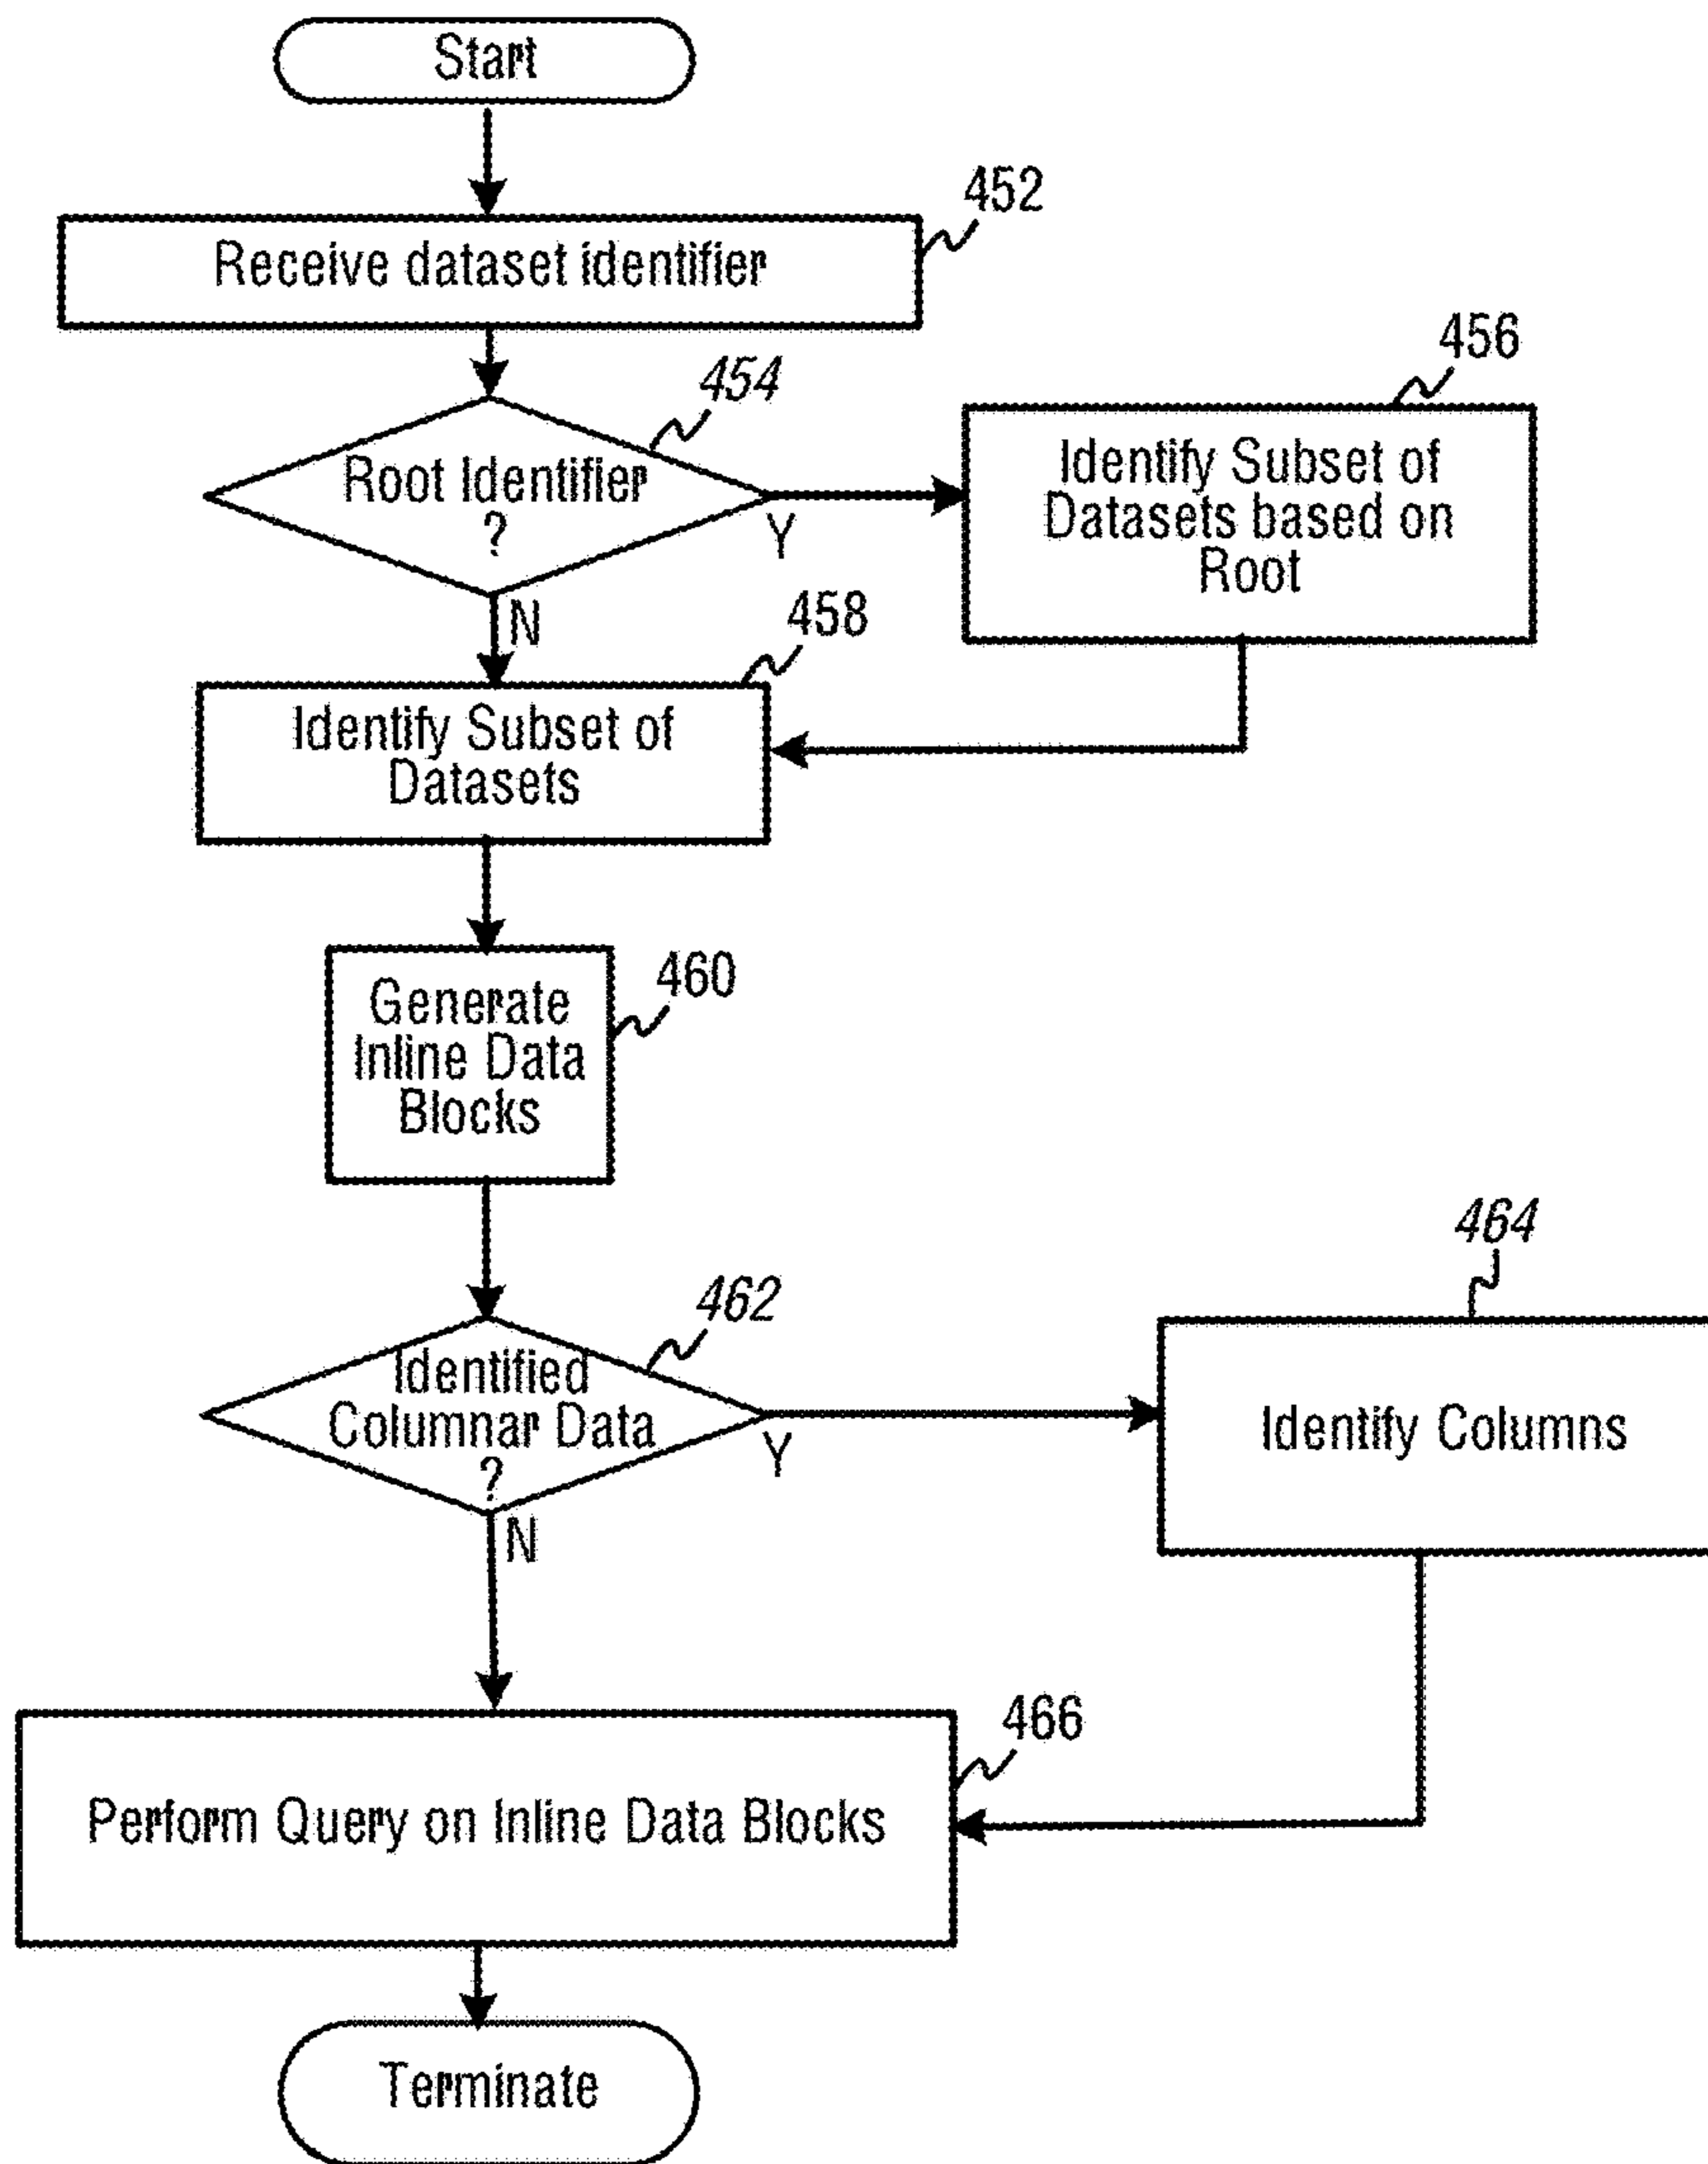 Start
452
Receive dataset identifier
454
456
Root Identifier
?
Y
N
Identify Subset of
Datasets based on
Root
458
Identify Subset of
Datasets
460
Generate
Inline Data
Blocks
462
464
Identified
Columnar Data
?
Y
N
Identify Columns
466
Perform Query on Inline Data Blocks
Terminate